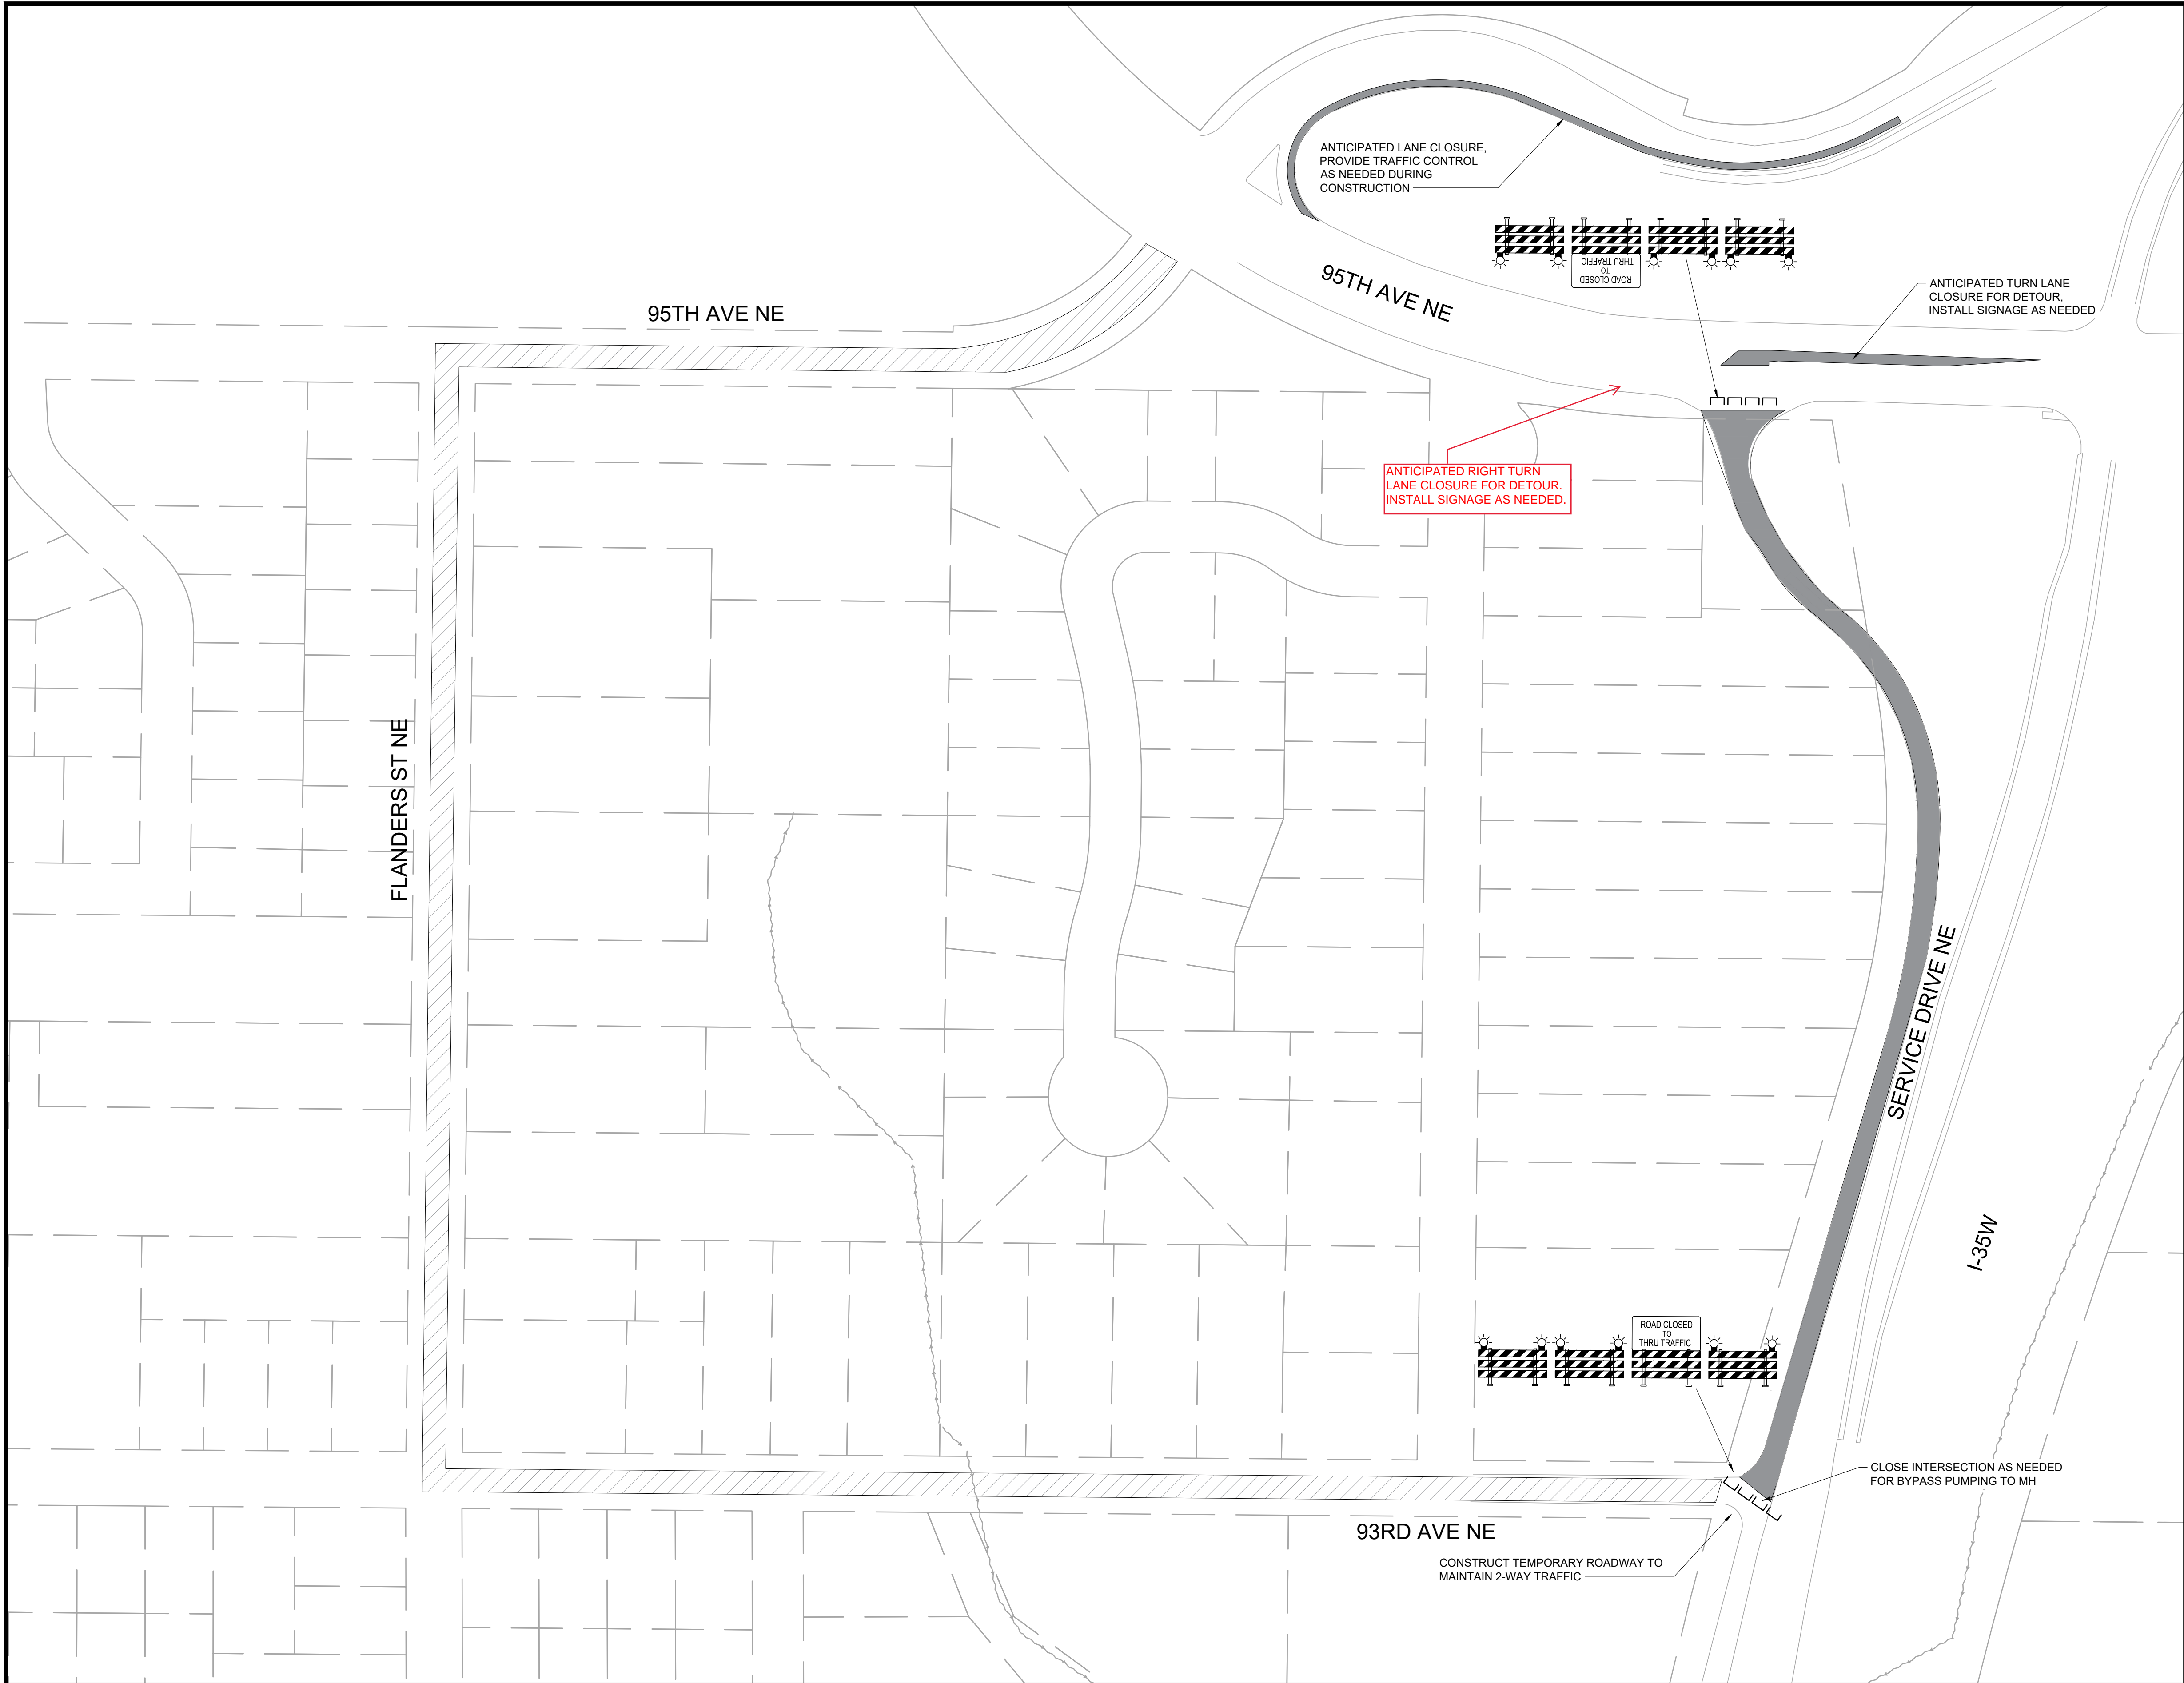 ANTICIPATED LANE CLOSURE,
PROVIDE TRAFFIC CONTROL
AS NEEDED DURING
CONSTRUCTION
ROAD CLOSED
TO
THRU TRAFFIC
95TH AVE NE
ANTICIPATED TURN LANE
CLOSURE FOR DETOUR,
INSTALL SIGNAGE AS NEEDED
95TH AVE NE
ANTICIPATED RIGHT TURN
LANE CLOSURE FOR DETOUR.
INSTALL SIGNAGE AS NEEDED.
FLANDERS ST NE
SERVICE DRIVE NE
I-35W
ROAD CLOSED
TO
THRU TRAFFIC
CLOSE INTERSECTION AS NEEDED
FOR BYPASS PUMPING TO MH
93RD AVE NE
CONSTRUCT TEMPORARY ROADWAY TO
MAINTAIN 2-WAY TRAFFIC